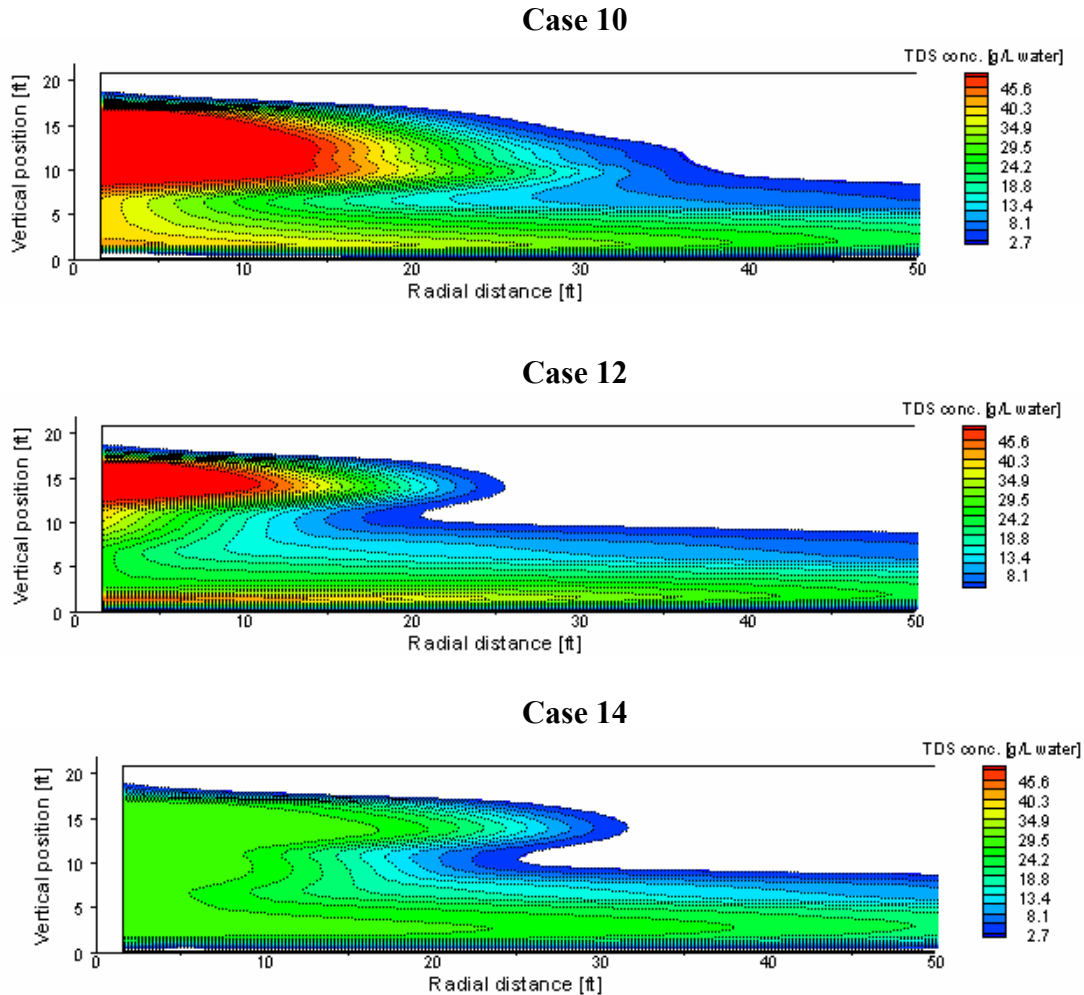 Case 10
TDS conc. [g/L water]
45.6
40.3
34.9
29.5
24.2
18.8
13.4
8.1
2.7
Vertical position [ft]
20
15
10
5
0
0 10 20 30 40 50
Radial distance [ft]
Case 12
TDS conc. [g/L water]
45.6
40.3
34.9
29.5
24.2
18.8
13.4
8.1
Vertical position [ft]
20
15
10
5
0
0 10 20 30 40 50
Radial distance [ft]
Case 14
TDS conc. [g/L water]
45.6
40.3
34.9
29.5
24.2
18.8
13.4
8.1
2.7
Vertical position [ft]
20
15
10
5
0
0 10 20 30 40 50
Radial distance [ft]